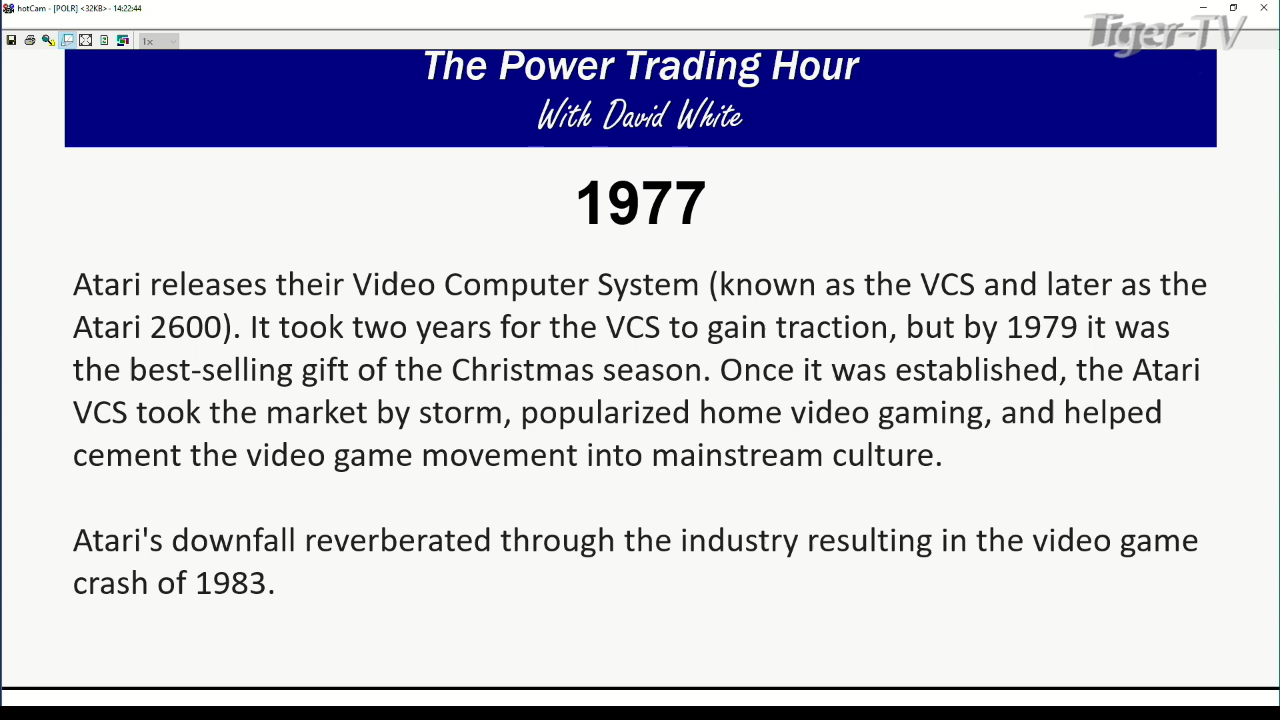 hotCam - [POLR] <32KB> - 14:22:44
Tiger-TV
1x
The Power Trading Hour
With David White
1977
Atari releases their Video Computer System (known as the VCS and later as the
Atari 2600). It took two years for the VCS to gain traction, but by 1979 it was
the best-selling gift of the Christmas season. Once it was established, the Atari
VCS took the market by storm, popularized home video gaming, and helped
cement the video game movement into mainstream culture.
Atari's downfall reverberated through the industry resulting in the video game
crash of 1983.